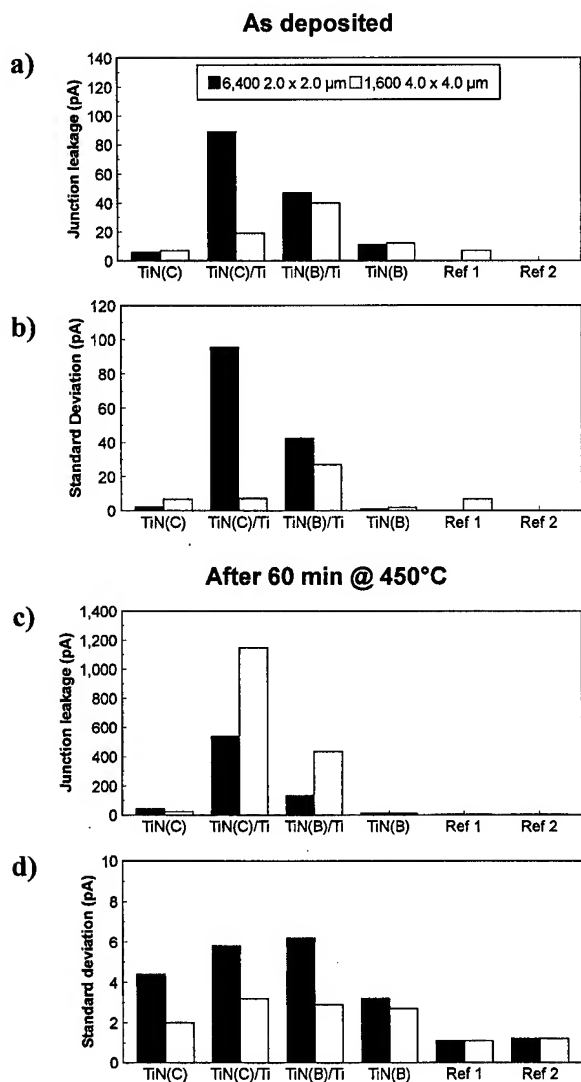 As deposited
a)
Junction leakage (pA)
140
120
100
80
60
40
20
0
6,400 2.0 x 2.0 µm 1,600 4.0 x 4.0 µm
TiN(C) TiN(C)/Ti TiN(B)/Ti TiN(B) Ref 1 Ref 2
b)
Standard Deviation (pA)
120
100
80
60
40
20
0
TiN(C) TiN(C)/Ti TiN(B)/Ti TiN(B) Ref 1 Ref 2
After 60 min @ 450°C
c)
Junction leakage (pA)
1,400
1,200
1,000
800
600
400
200
0
TiN(C) TiN(C)/Ti TiN(B)/Ti TiN(B) Ref 1 Ref 2
d)
Standard deviation (pA)
10
8
6
4
2
0
TiN(C) TiN(C)/Ti TiN(B)/Ti TiN(B) Ref 1 Ref 2